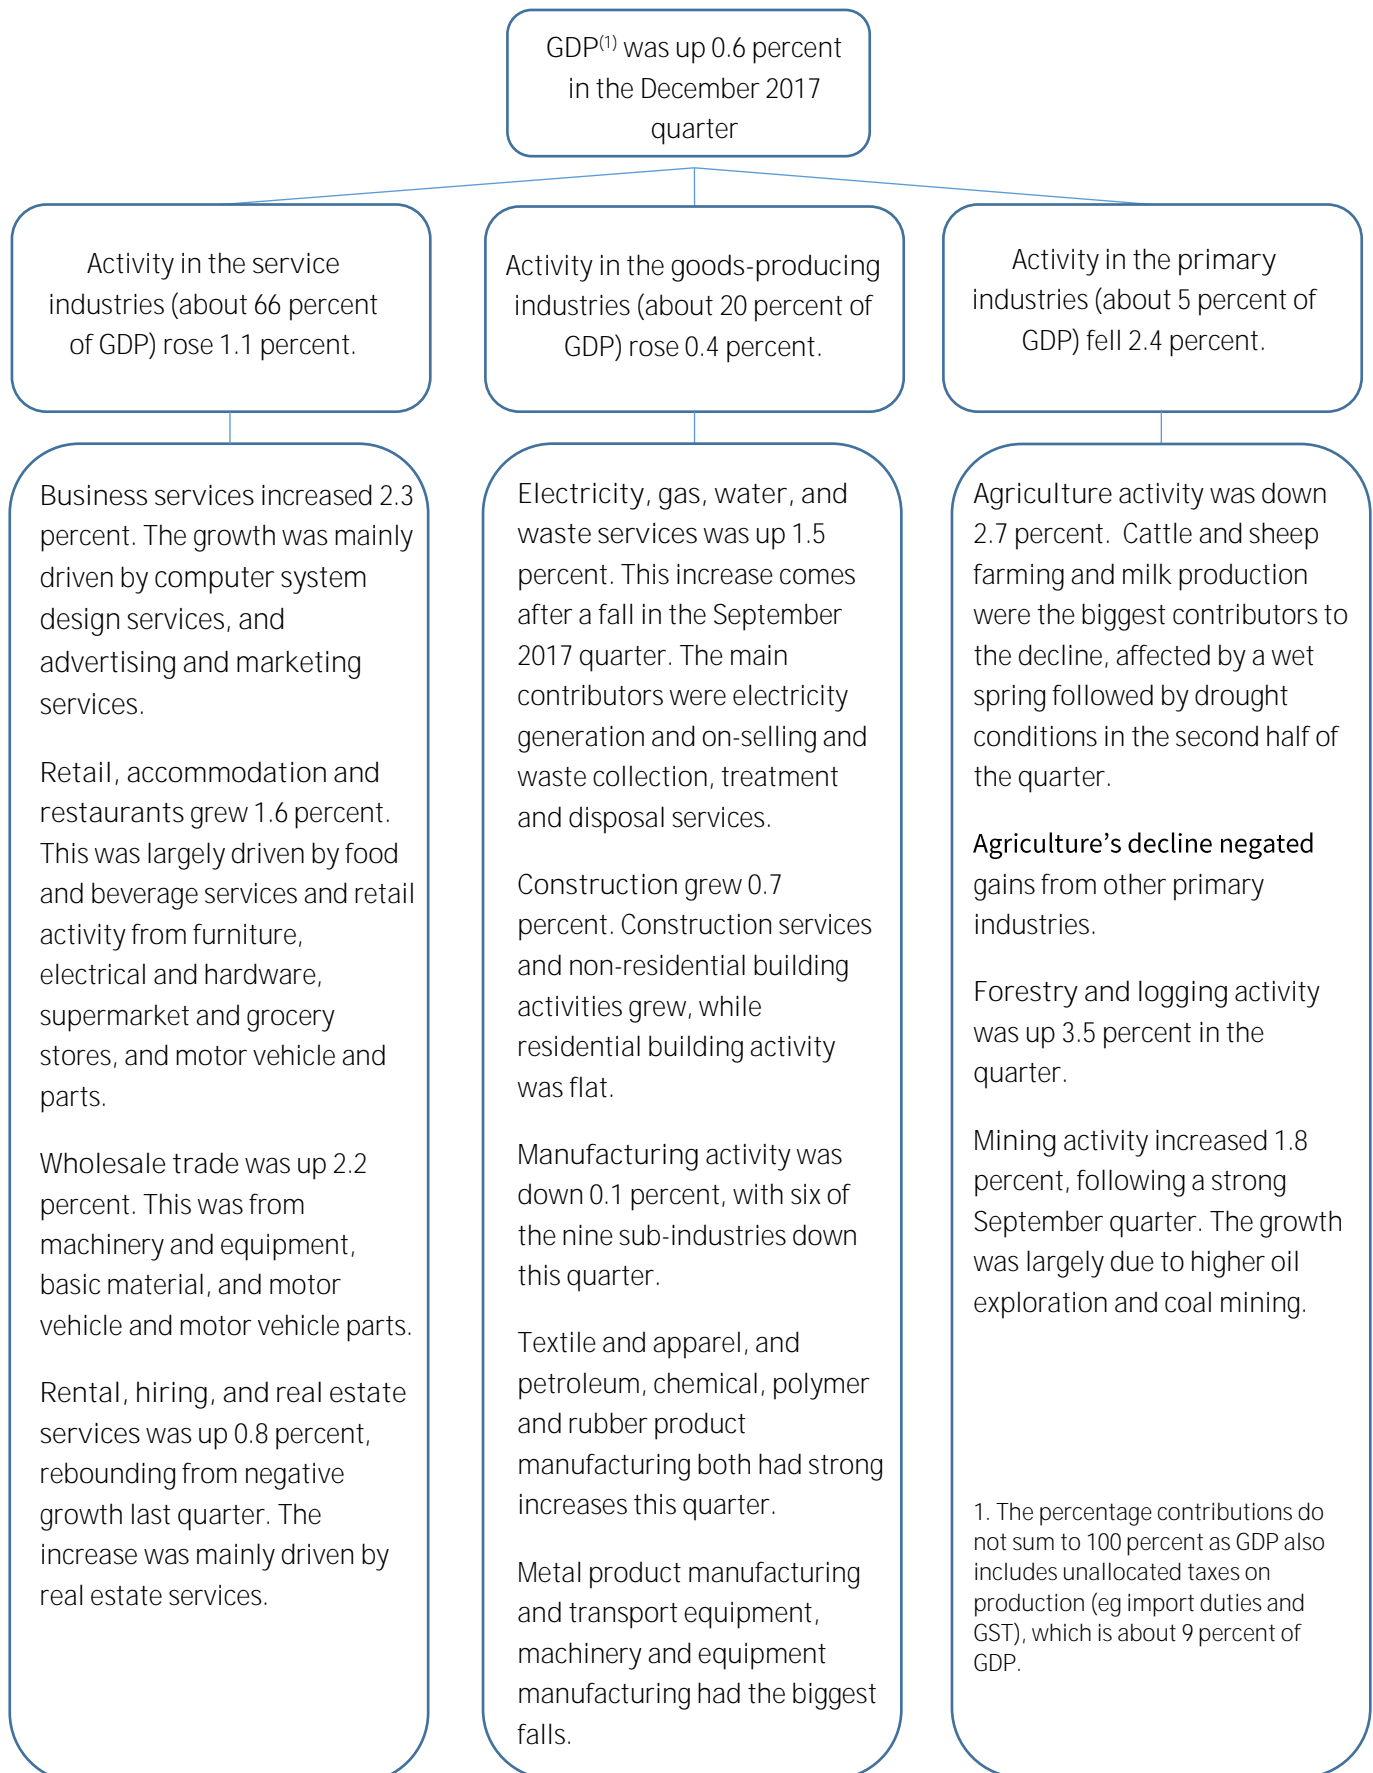 GDP(1) was up 0.6 percent
in the December 2017
quarter
Activity in the service
industries (about 66 percent
of GDP) rose 1.1 percent.
Activity in the goods-producing
industries (about 20 percent of
GDP) rose 0.4 percent.
Activity in the primary
industries (about 5 percent of
GDP) fell 2.4 percent.
Business services increased 2.3
percent. The growth was mainly
driven by computer system
design services, and
advertising and marketing
services.
Retail, accommodation and
restaurants grew 1.6 percent.
This was largely driven by food
and beverage services and retail
activity from furniture,
electrical and hardware,
supermarket and grocery
stores, and motor vehicle and
parts.
Wholesale trade was up 2.2
percent. This was from
machinery and equipment,
basic material, and motor
vehicle and motor vehicle parts.
Rental, hiring, and real estate
services was up 0.8 percent,
rebounding from negative
growth last quarter. The
increase was mainly driven by
real estate services.
Electricity, gas, water, and
waste services was up 1.5
percent. This increase comes
after a fall in the September
2017 quarter. The main
contributors were electricity
generation and on-selling and
waste collection, treatment
and disposal services.
Construction grew 0.7
percent. Construction services
and non-residential building
activities grew, while
residential building activity
was flat.
Manufacturing activity was
down 0.1 percent, with six of
the nine sub-industries down
this quarter.
Textile and apparel, and
petroleum, chemical, polymer
and rubber product
manufacturing both had strong
increases this quarter.
Metal product manufacturing
and transport equipment,
machinery and equipment
manufacturing had the biggest
falls.
Agriculture activity was down
2.7 percent. Cattle and sheep
farming and milk production
were the biggest contributors to
the decline, affected by a wet
spring followed by drought
conditions in the second half of
the quarter.
Agriculture’s decline negated
gains from other primary
industries.
Forestry and logging activity
was up 3.5 percent in the
quarter.
Mining activity increased 1.8
percent, following a strong
September quarter. The growth
was largely due to higher oil
exploration and coal mining.
1. The percentage contributions do
not sum to 100 percent as GDP also
includes unallocated taxes on
production (eg import duties and
GST), which is about 9 percent of
GDP.